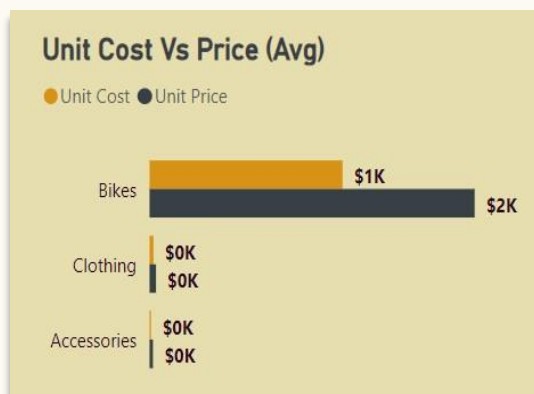 Unit Cost Vs Price (Avg)
Unit Cost Unit Price
Bikes
$1K
$2K
Clothing
$0K
$0K
Accessories
$0K
$0K